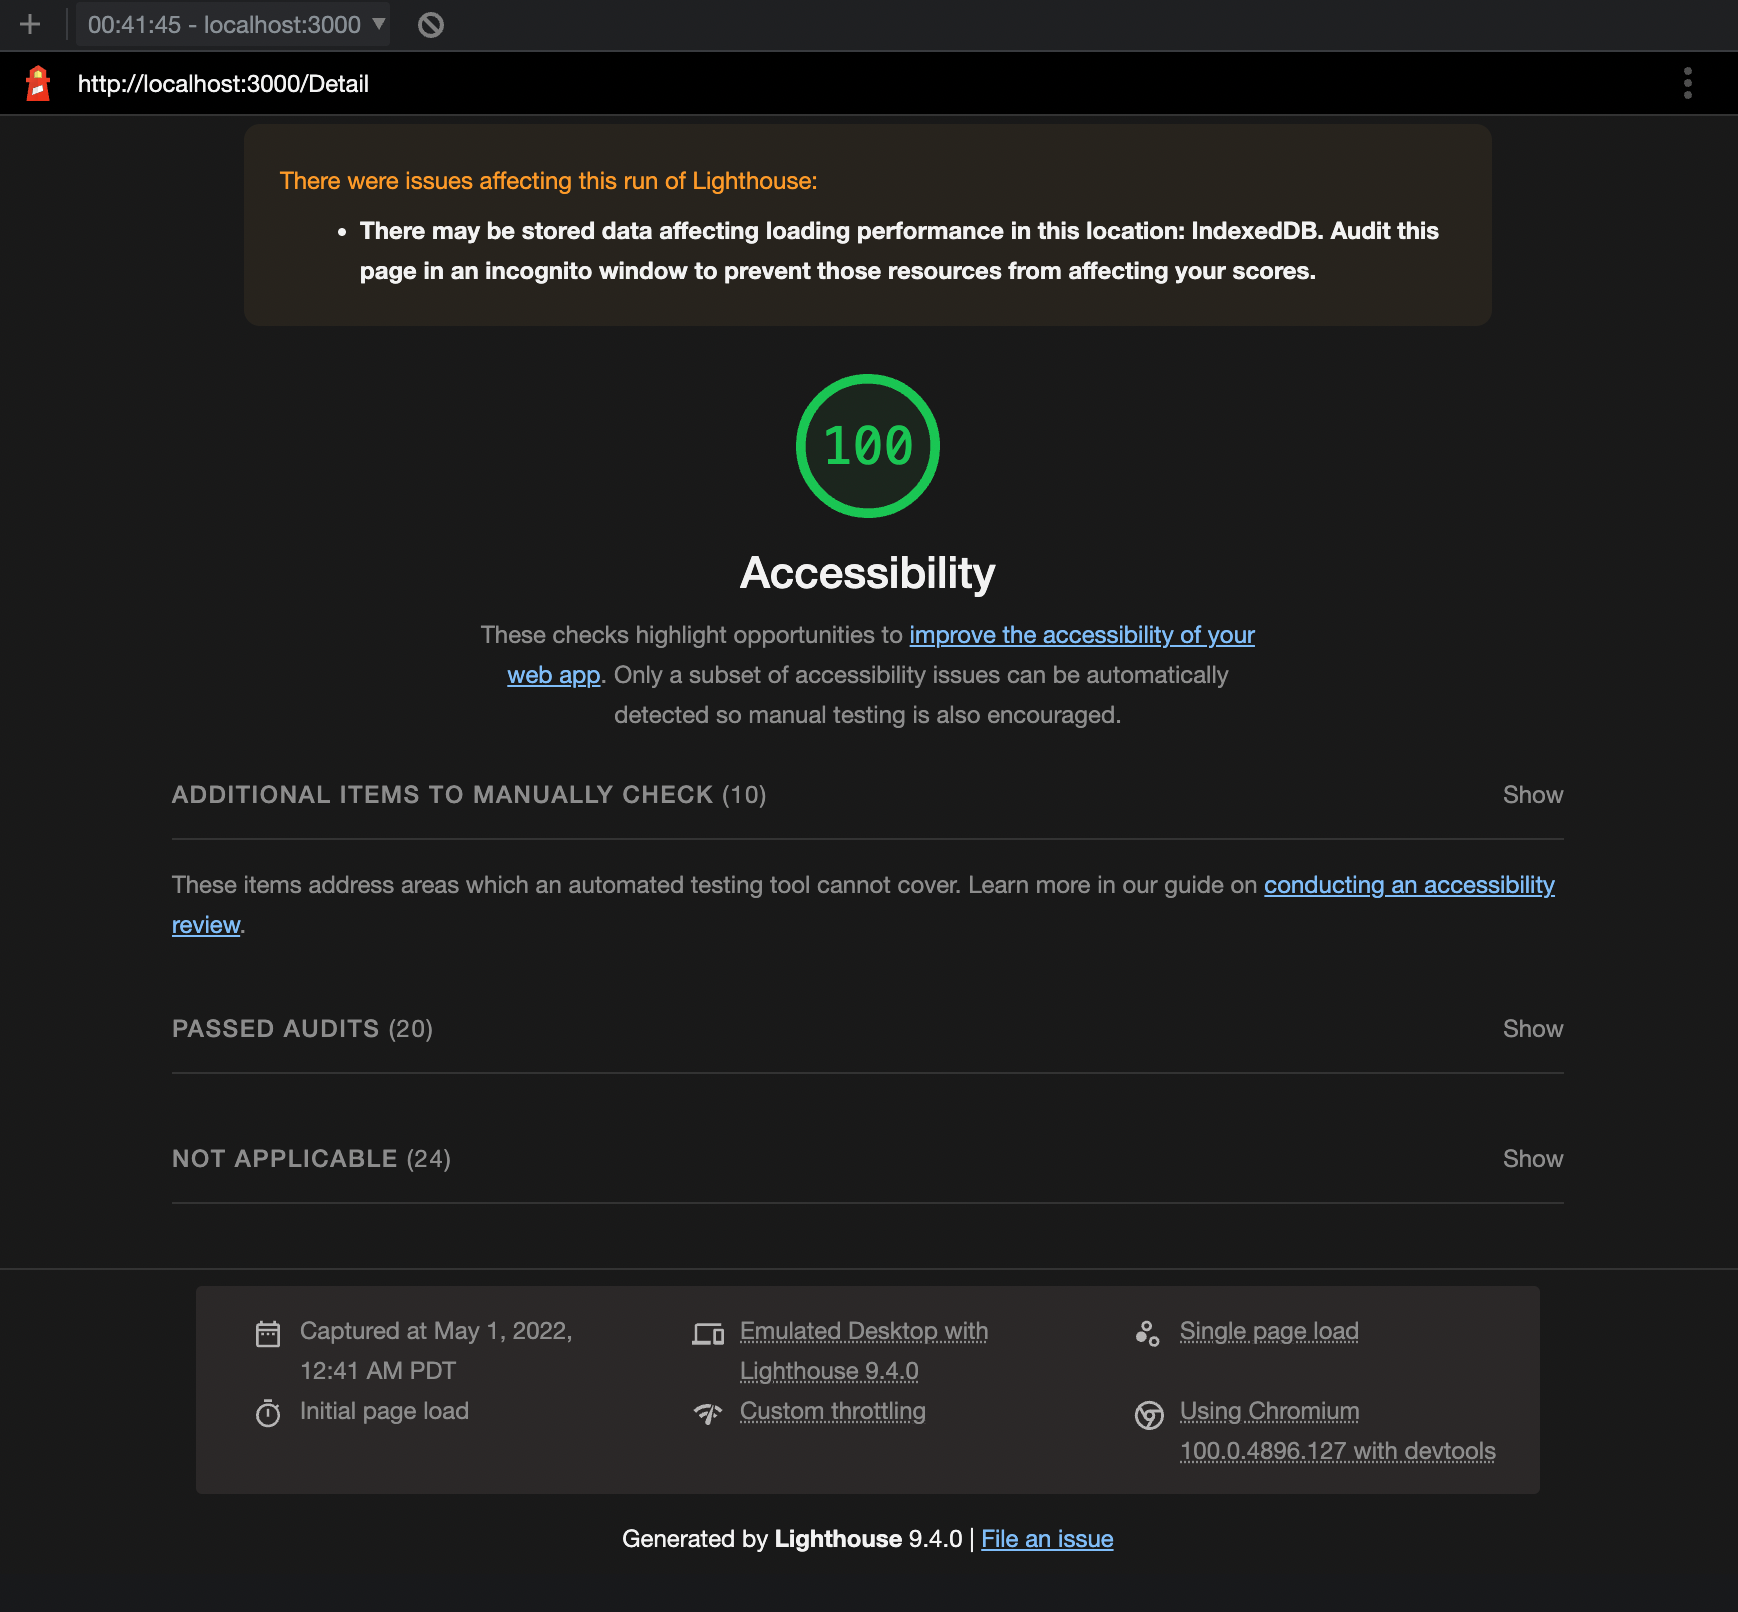 00:41:45 - localhost:3000
http://localhost:3000/Detail
There were issues affecting this run of Lighthouse:
• There may be stored data affecting loading performance in this location: IndexedDB. Audit this
page in an incognito window to prevent those resources from affecting your scores.
100
Accessibility
These checks highlight opportunities to improve the accessibility of your
web app. Only a subset of accessibility issues can be automatically
detected so manual testing is also encouraged.
ADDITIONAL ITEMS TO MANUALLY CHECK (10) Show
These items address areas which an automated testing tool cannot cover. Learn more in our guide on conducting an accessibility
review.
PASSED AUDITS (20) Show
NOT APPLICABLE (24) Show
Captured at May 1, 2022,
12:41 AM PDT
Emulated Desktop with
Lighthouse 9.4.0
Single page load
Initial page load
Custom throttling
Using Chromium
100.0.4896.127 with devtools
Generated by Lighthouse 9.4.0 | File an issue